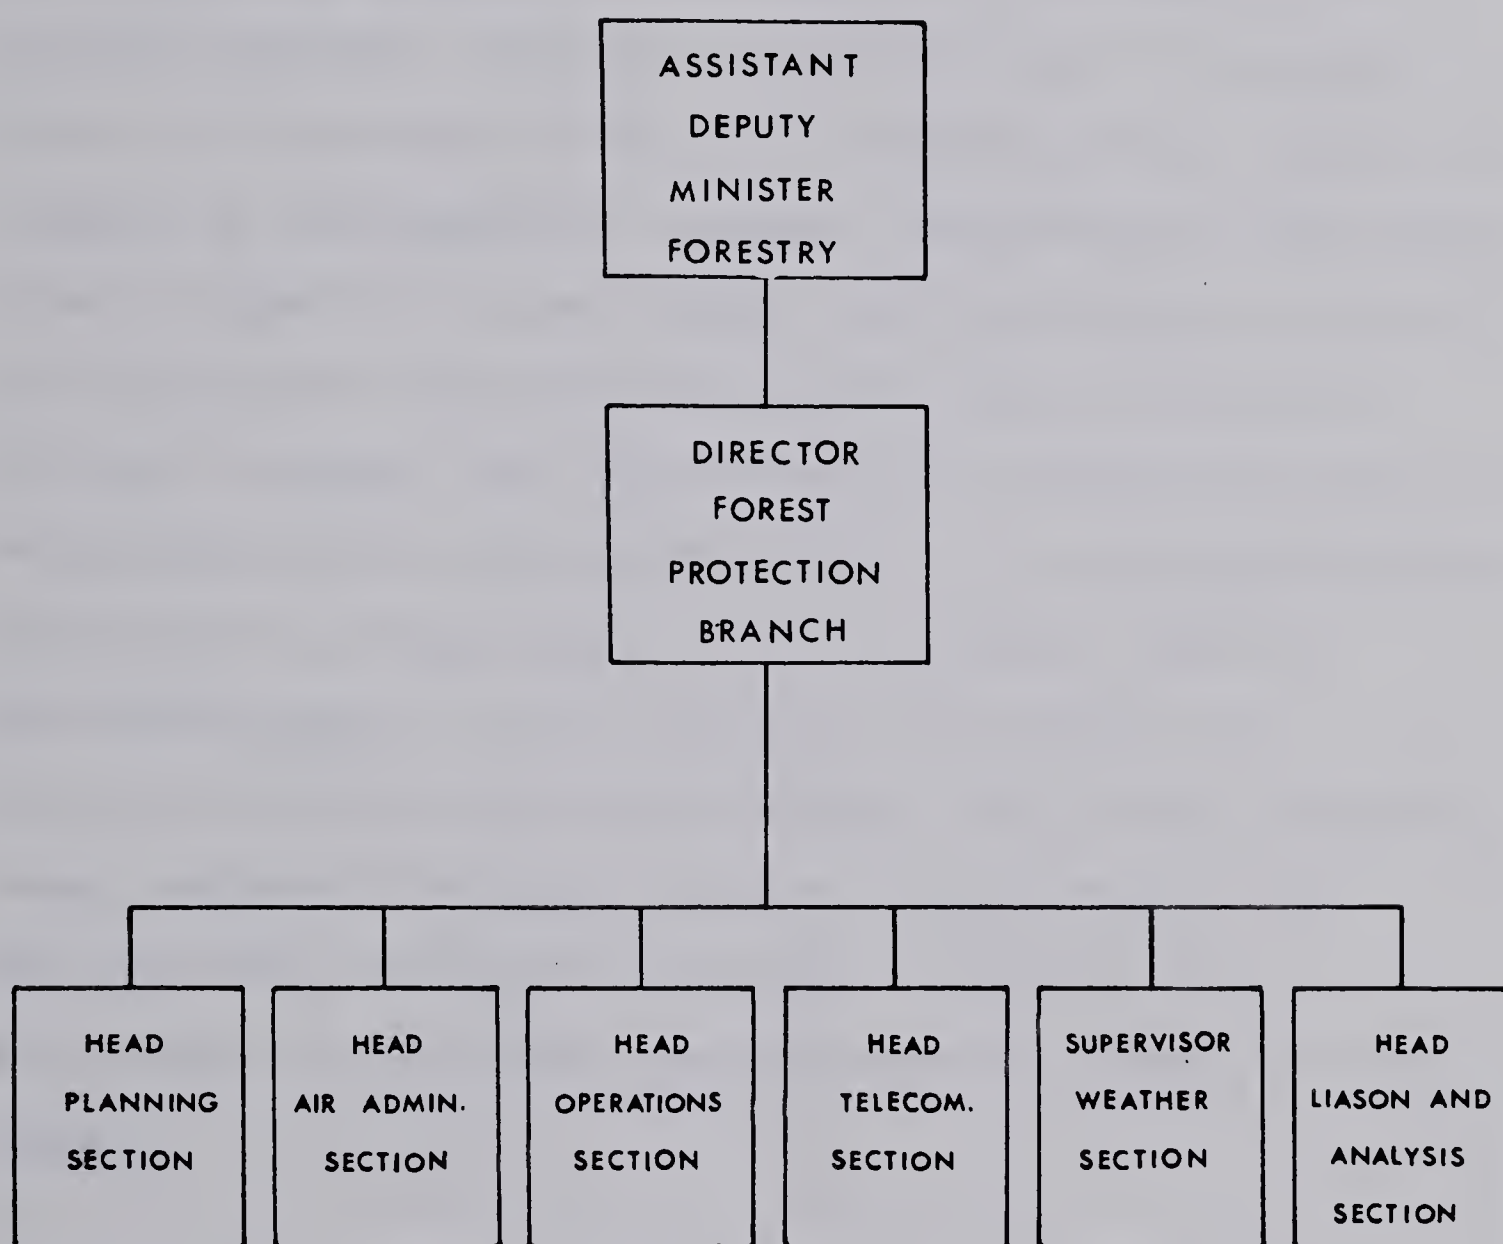 ASSISTANT
DEPUTY
MINISTER
FORESTRY
DIRECTOR
FOREST
PROTECTION
BRANCH
HEAD
PLANNING
SECTION
HEAD
AIR ADMIN.
SECTION
HEAD
OPERATIONS
SECTION
HEAD
TELECOM.
SECTION
SUPERVISOR
WEATHER
SECTION
HEAD
LIASON AND
ANALYSIS
SECTION